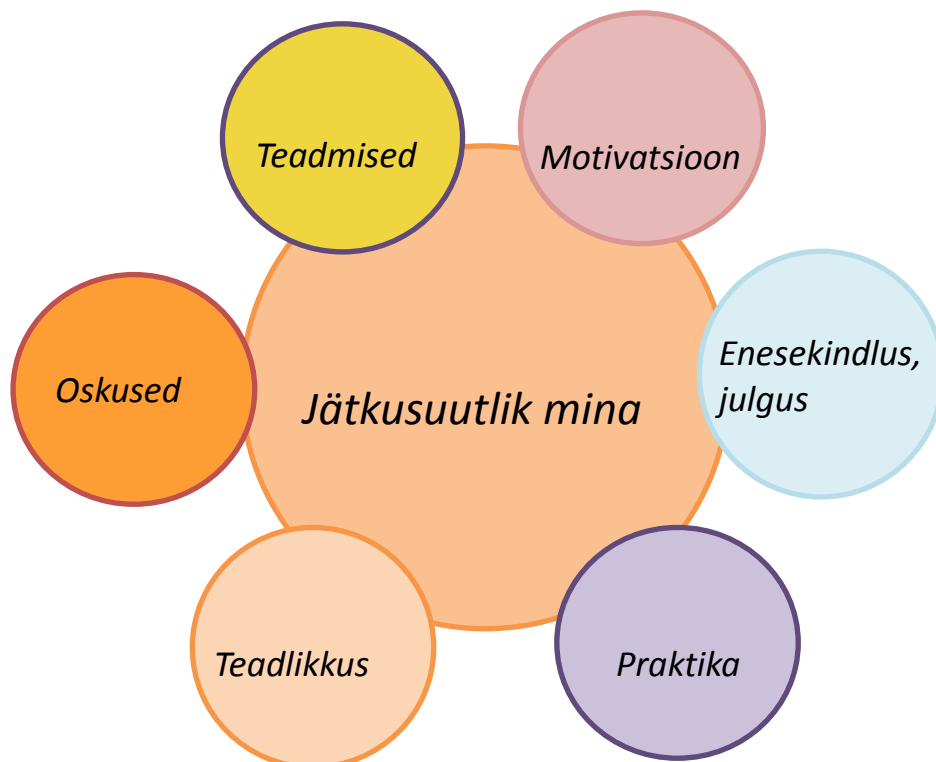 Teadmised
Motivatsioon
Enesekindlus,
julgus
Oskused
Jätkusuutlik mina
Teadlikkus
Praktika